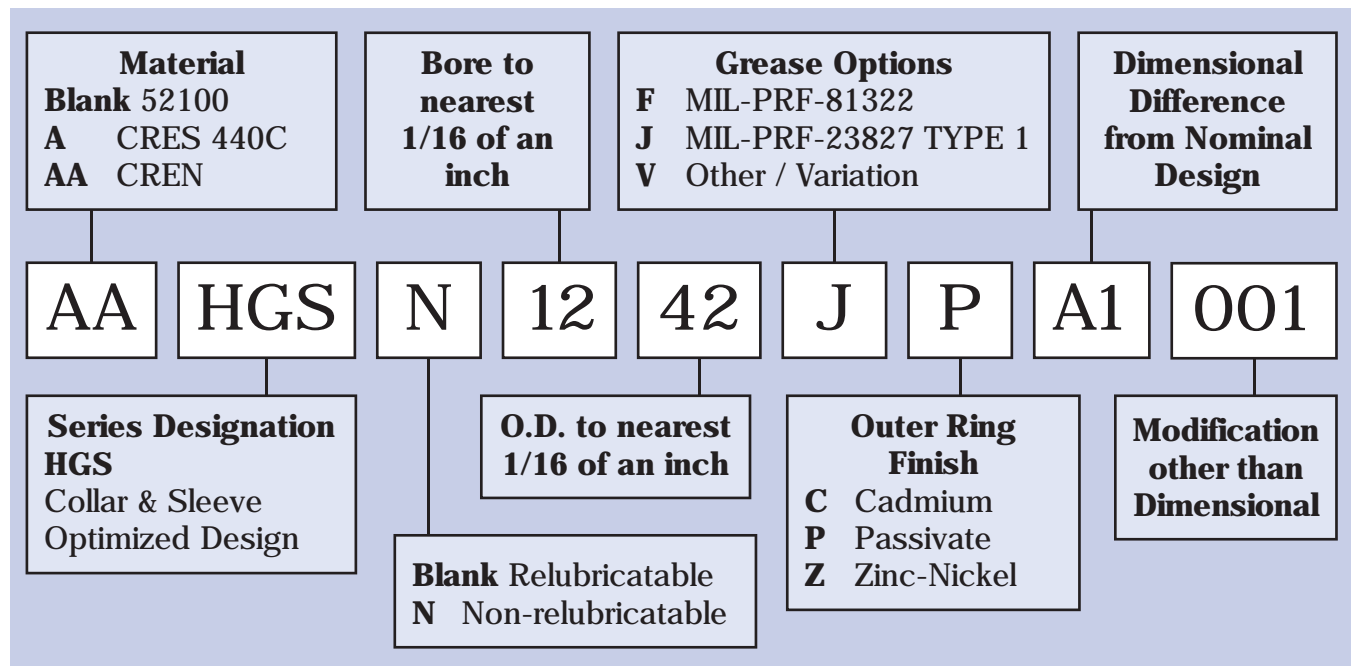 Material
Blank 52100
A CRES 440C
AA CREN
Bore to
nearest
1/16 of an
inch
Grease Options
F MIL-PRF-81322
J MIL-PRF-23827 TYPE 1
V Other / Variation
Dimensional
Difference
from Nominal
Design
AA HGS N 12 42 J P A1 001
Series Designation
HGS
Collar & Sleeve
Optimized Design
Blank Relubricatable
N Non-relubricatable
O.D. to nearest
1/16 of an inch
Outer Ring
Finish
C Cadmium
P Passivate
Z Zinc-Nickel
Modification
other than
Dimensional